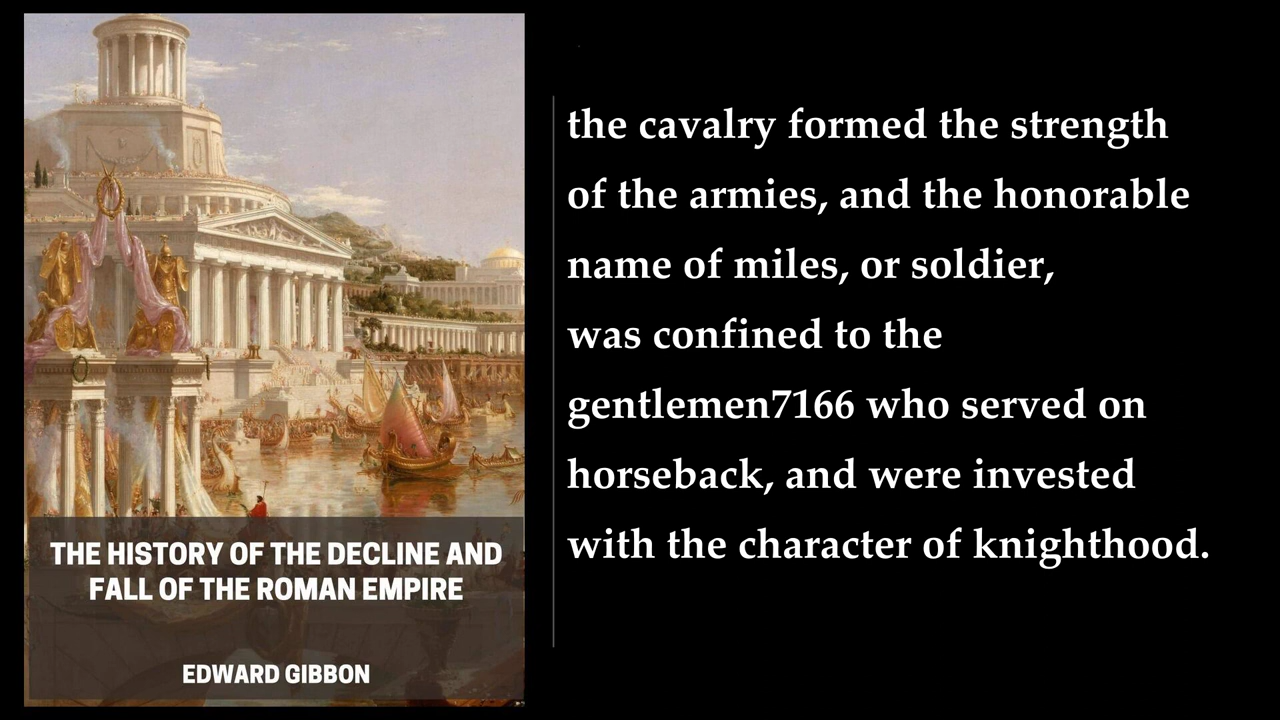 the cavalry formed the strength
of the armies, and the honorable
name of miles, or soldier,
was confined to the
gentlemen7166 who served on
horseback, and were invested
with the character of knighthood.
THE HISTORY OF THE DECLINE AND
FALL OF THE ROMAN EMPIRE
EDWARD GIBBON